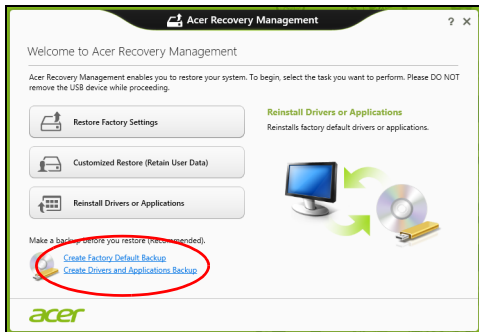 Acer Recovery Management
? X
Welcome to Acer Recovery Management
Acer Recovery Management enables you to restore your system. To begin, select the task you want to perform. Please DO NOT
remove the USB device while proceeding.
Restore Factory Settings
Customized Restore (Retain User Data)
Reinstall Drivers or Applications
Reinstall Drivers or Applications
Reinstalls factory default drivers or applications.
Make a backup before you restore (Recommended).
Create Factory Default Backup
Create Drivers and Applications Backup
acer